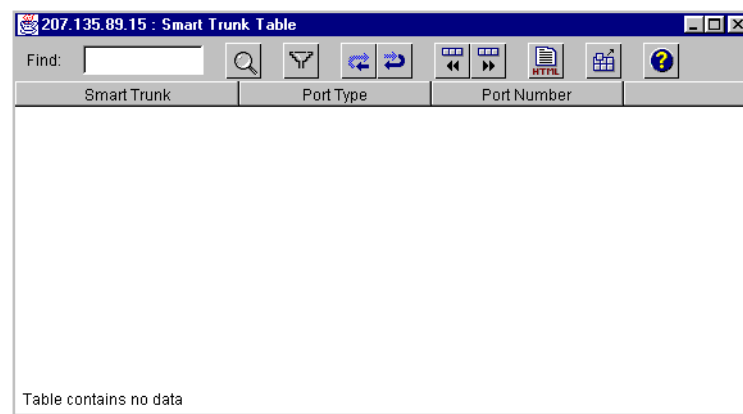 207.135.89.15 : Smart Trunk Table
Find:
HTML
?
Smart Trunk Port Type Port Number
Table contains no data